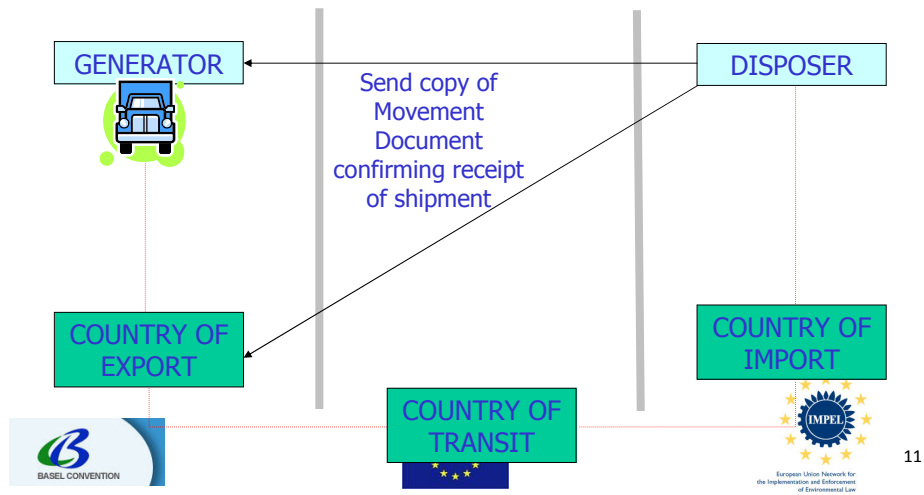 GENERATOR
DISPOSER
Send copy of
Movement
Document
confirming receipt
of shipment
COUNTRY OF
EXPORT
COUNTRY OF
IMPORT
COUNTRY OF
TRANSIT
BASEL CONVENTION
IMPEL
European Union Network for
the Implementation and Enforcement
of Environmental Law
11